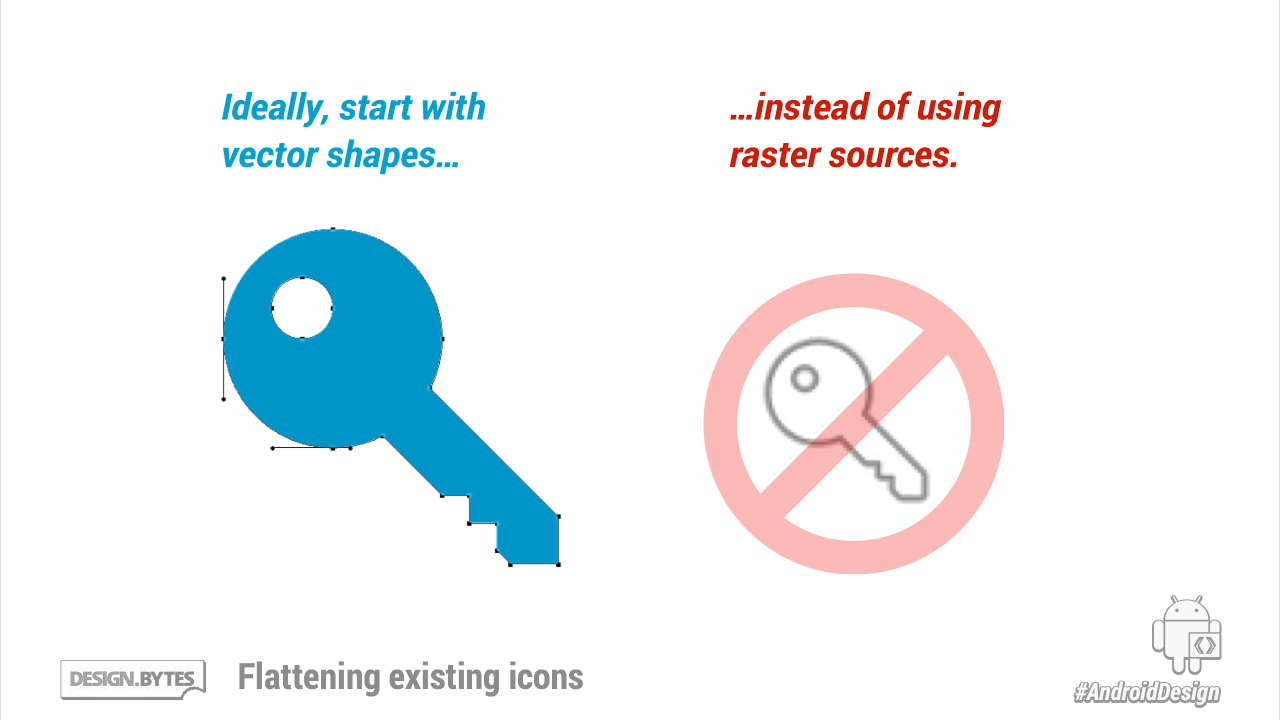 Ideally, start with
vector shapes...
...instead of using
raster sources.
DESIGN.BYTES
Flattening existing icons
#AndroidDesign